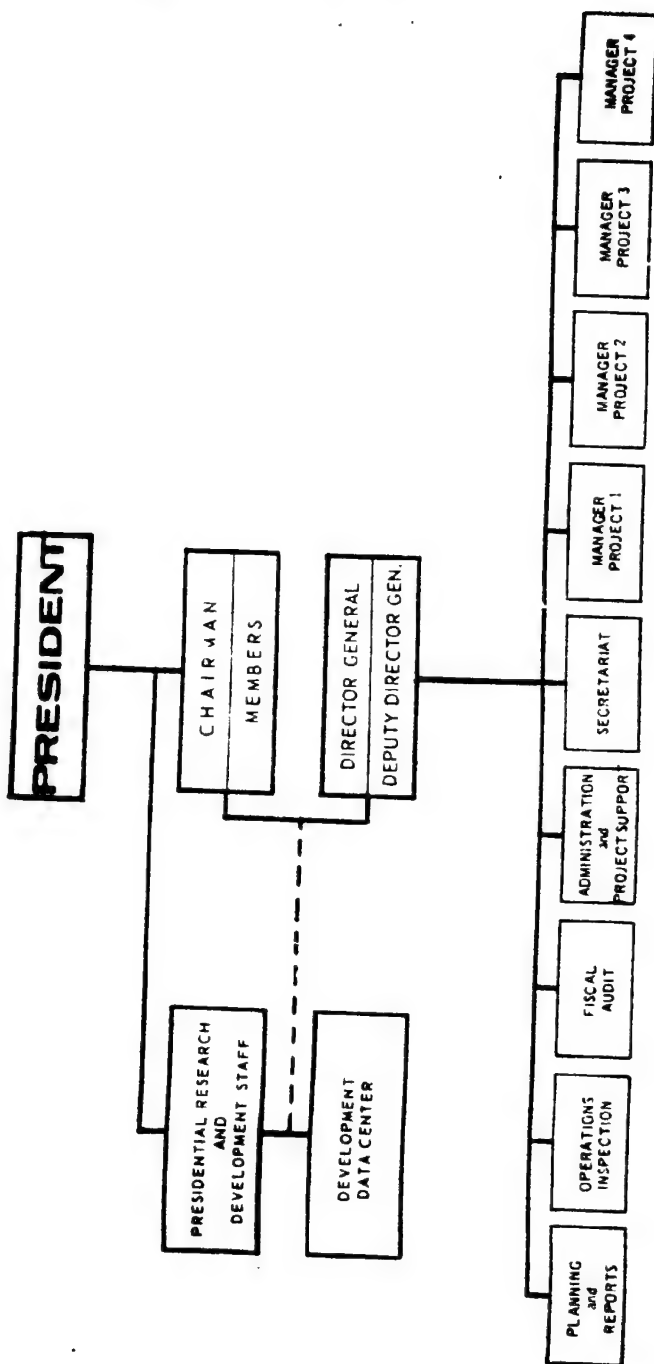 PRESIDENT
CHAIRMAN
MEMBERS
PRESIDENTIAL RESEARCH
AND
DEVELOPMENT STAFF
DIRECTOR GENERAL
DEPUTY DIRECTOR GEN.
DEVELOPMENT
DATA CENTER
PLANNING
and
REPORTS
OPERATIONS
INSPECTION
FISCAL
AUDIT
ADMINISTRATION
and
PROJECT SUPPORT
SECRETARIAT
MANAGER
PROJECT 1
MANAGER
PROJECT 2
MANAGER
PROJECT 3
MANAGER
PROJECT 4